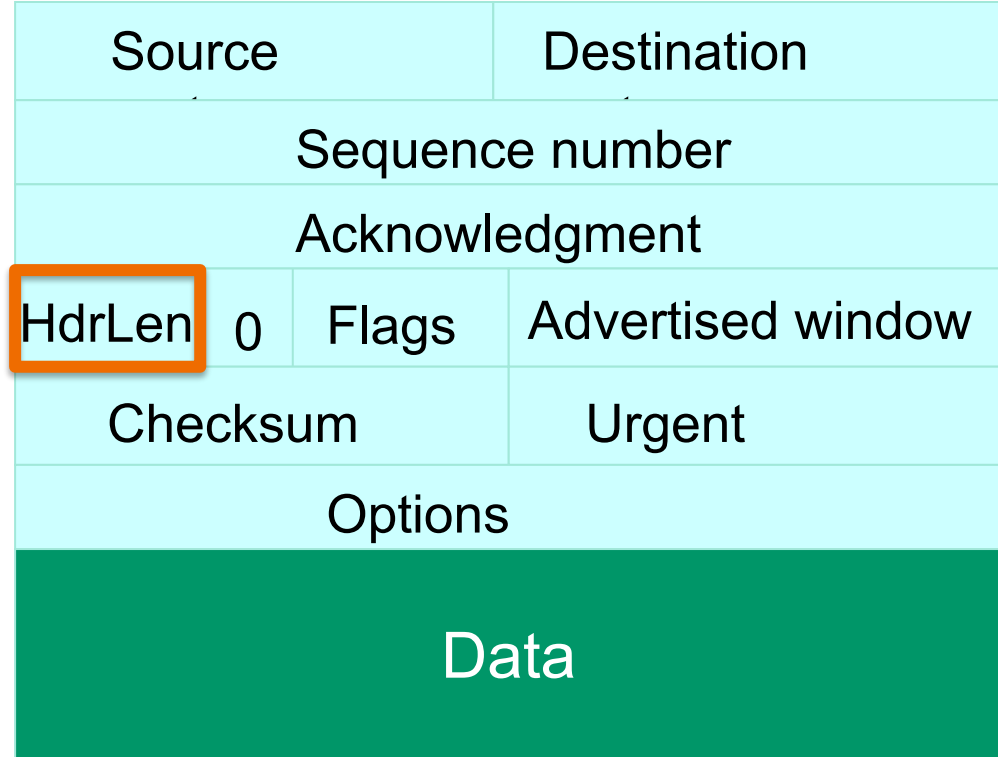 Source
Destination
Sequence number
Acknowledgment
HdrLen
0
Flags
Advertised window
Checksum
Urgent
Options
Data